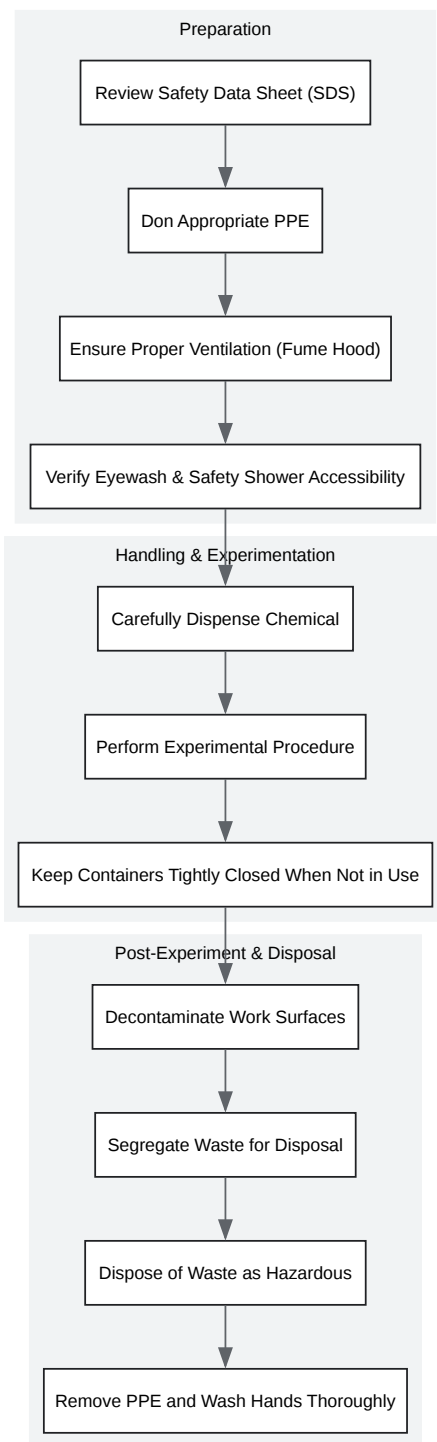 Preparation
Review Safety Data Sheet (SDS)
Don Appropriate PPE
Ensure Proper Ventilation (Fume Hood)
Verify Eyewash & Safety Shower Accessibility
Handling & Experimentation
Carefully Dispense Chemical
Perform Experimental Procedure
Keep Containers Tightly Closed When Not in Use
Post-Experiment & Disposal
Decontaminate Work Surfaces
Segregate Waste for Disposal
Dispose of Waste as Hazardous
Remove PPE and Wash Hands Thoroughly